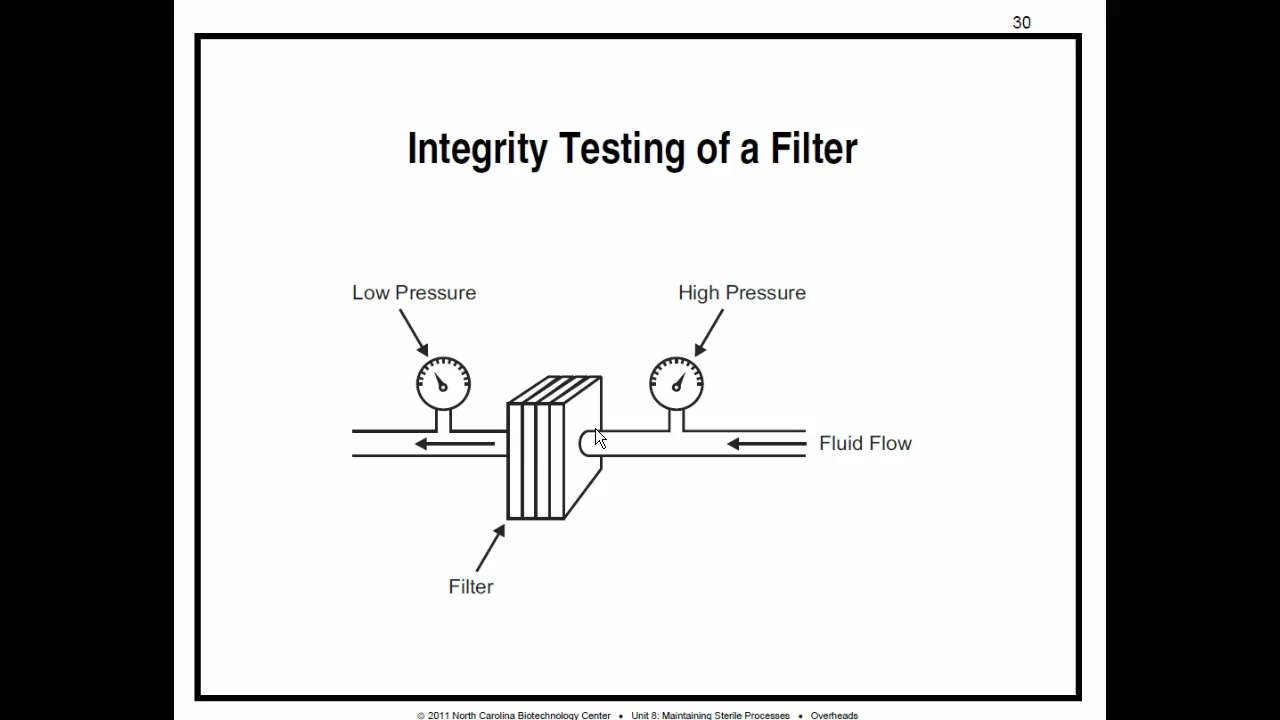 30
Integrity Testing of a Filter
Low Pressure
High Pressure
Fluid Flow
Filter
© 2011 North Carolina Biotechnology Center • Unit 8: Maintaining Sterile Processes • Overheads